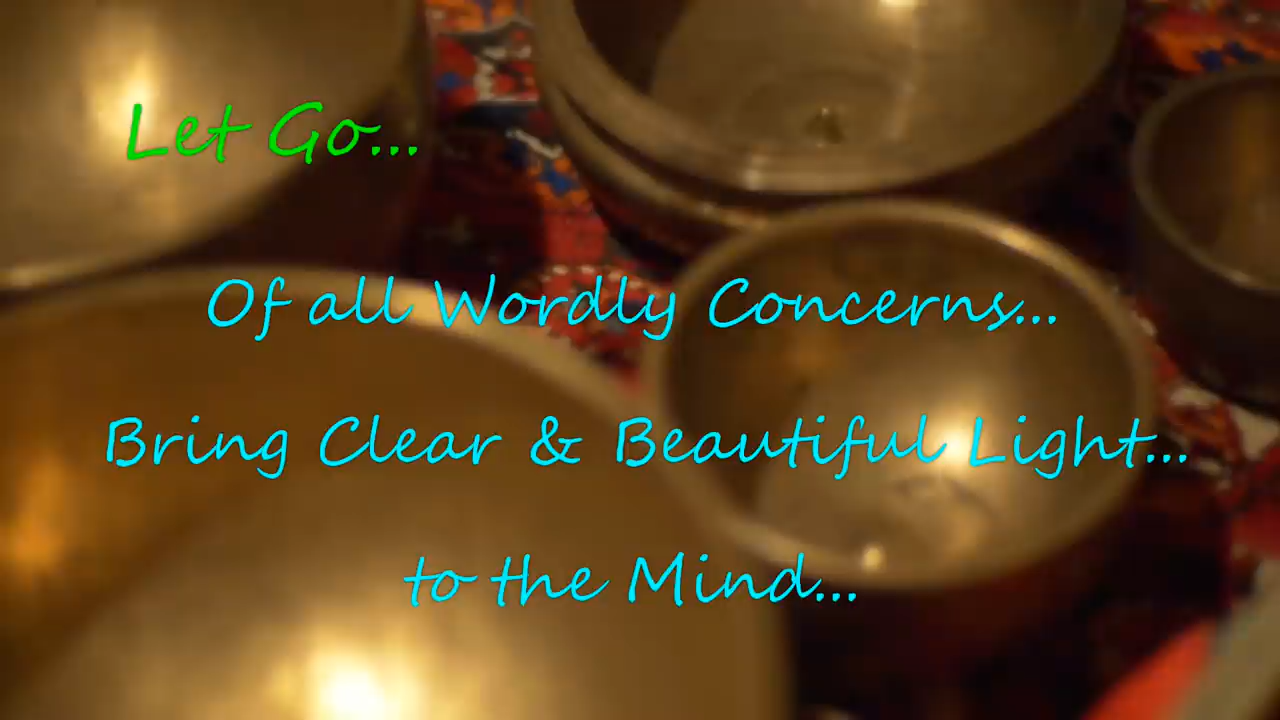 Let Go...
Of all Wordly Concerns...
Bring Clear & Beautiful Light...
to the Mind...